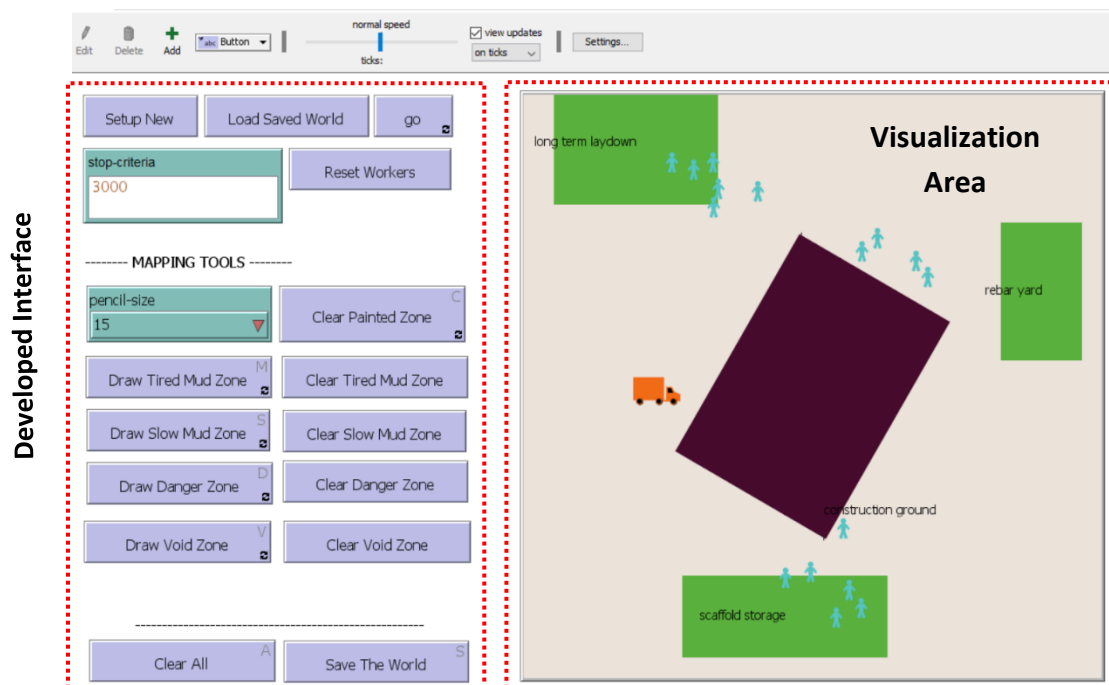 normal speed
view updates
Edit
Delete
Add
abc Button
ticks:
on ticks
Settings...
Developed Interface
Setup New
Load Saved World
go
stop-criteria
3000
Reset Workers
-------- MAPPING TOOLS --------
pencil-size
15
Clear Painted Zone
C
Draw Tired Mud Zone
M
Clear Tired Mud Zone
Draw Slow Mud Zone
S
Clear Slow Mud Zone
Draw Danger Zone
D
Clear Danger Zone
Draw Void Zone
V
Clear Void Zone
Clear All
A
Save The World
S
Visualization
Area
long term laydown
rebar yard
construction ground
scaffold storage